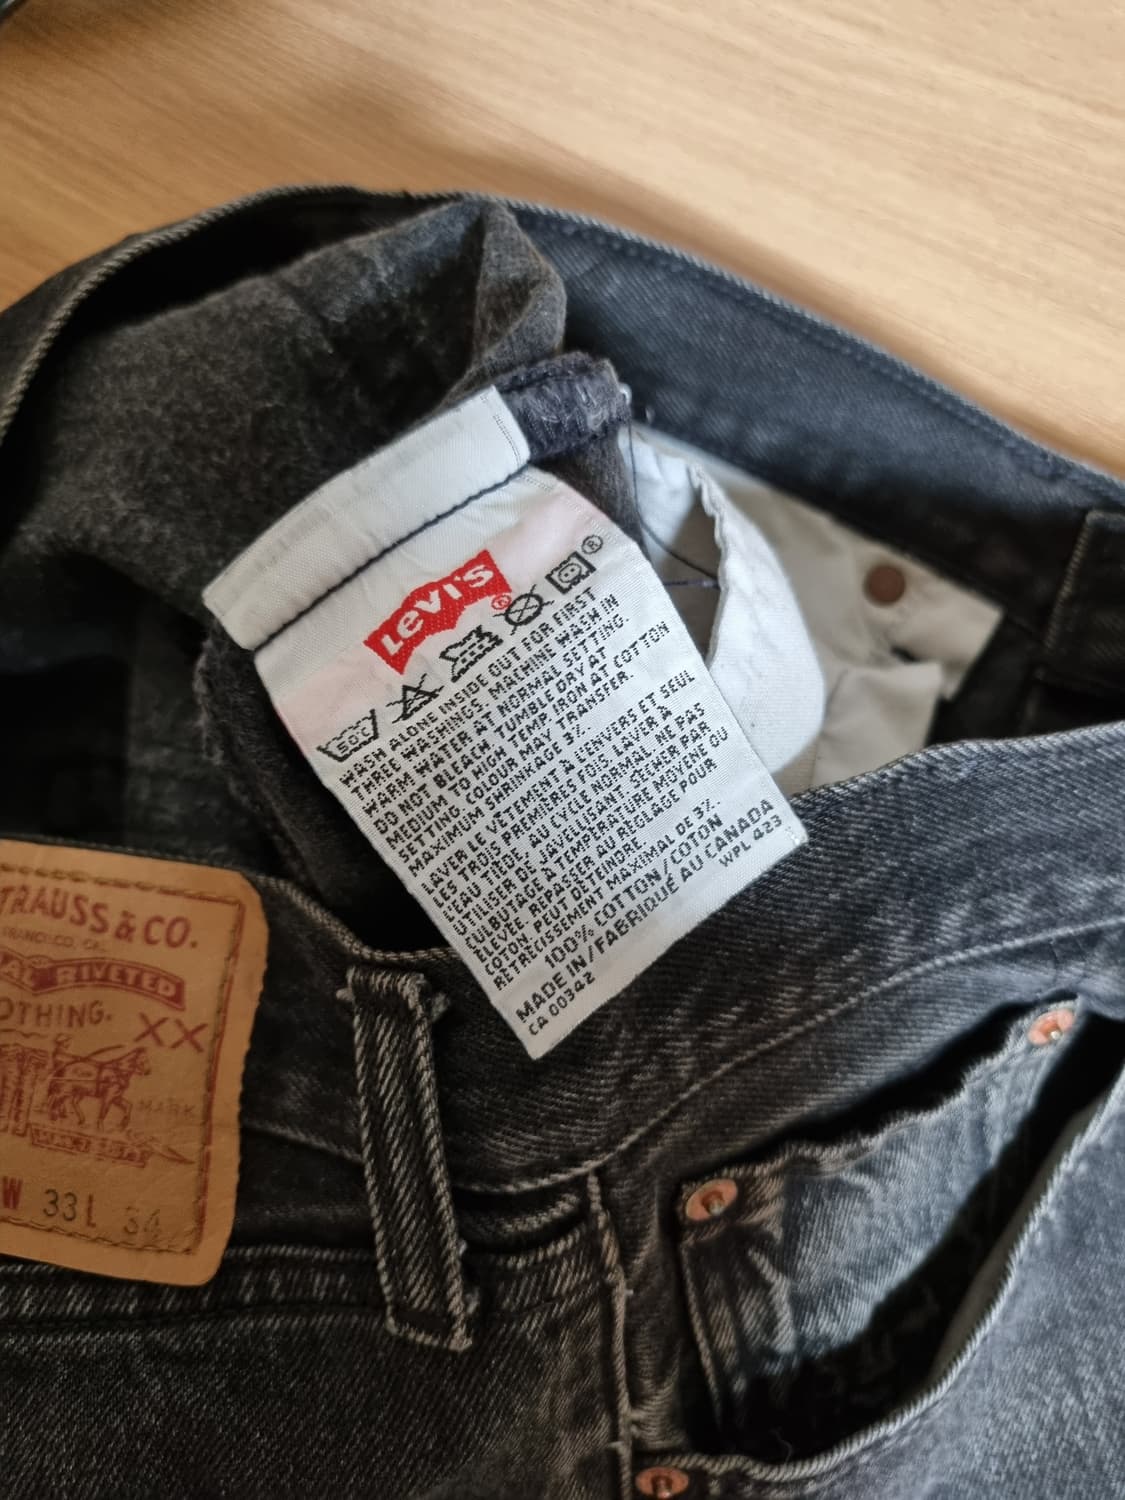 Levi's®
®
50C
WASH ALONE INSIDE OUT FOR FIRST
THREE WASHINGS. MACHINE WASH IN
WARM WATER AT NORMAL SETTING.
DO NOT BLEACH. TUMBLE DRY AT
MEDIUM TO HIGH TEMP. IRON AT COTTON
SETTING. COLOUR MAY TRANSFER.
MAXIMUM SHRINKAGE 3%.
LAVER LE VÊTEMENT À L'ENVERS ET SEUL
LES TROIS PREMIÈRES FOIS. LAVER À
L'EAU TIÈDE, AU CYCLE NORMAL. NE PAS
UTILISER DE JAVELLISANT. SÉCHER PAR
CULBUTAGE À TEMPÉRATURE MOYENNE OU
ÉLEVÉE. REPASSER AU RÉGLAGE POUR
COTON. PEUT DÉTEINDRE.
RÉTRÉCISSEMENT MAXIMAL DE 3%.
100% COTTON/COTON
MADE IN/FABRIQUÉ AU CANADA
CA 00342 WPL 423
TRAUSS & CO.
RIVETED
OTHING.
XX
MARK
W 33 L 34